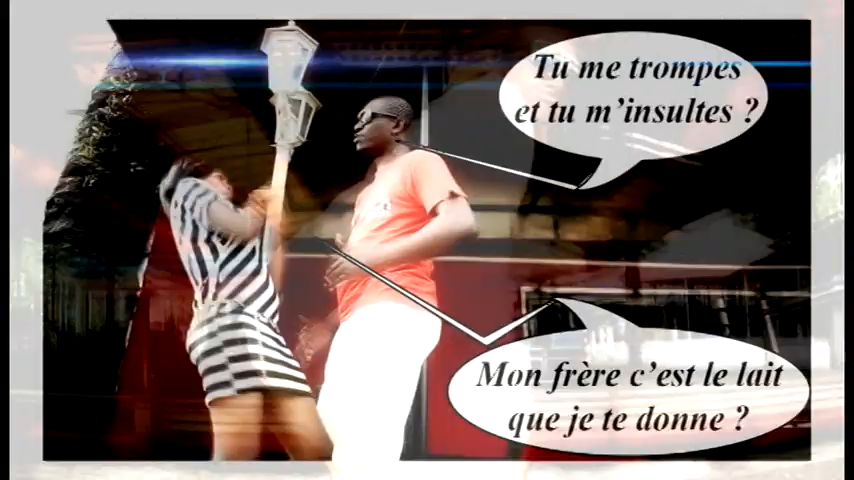 Tu me trompes
et tu m'insultes ?
Mon frère c'est le lait
que je te donne ?